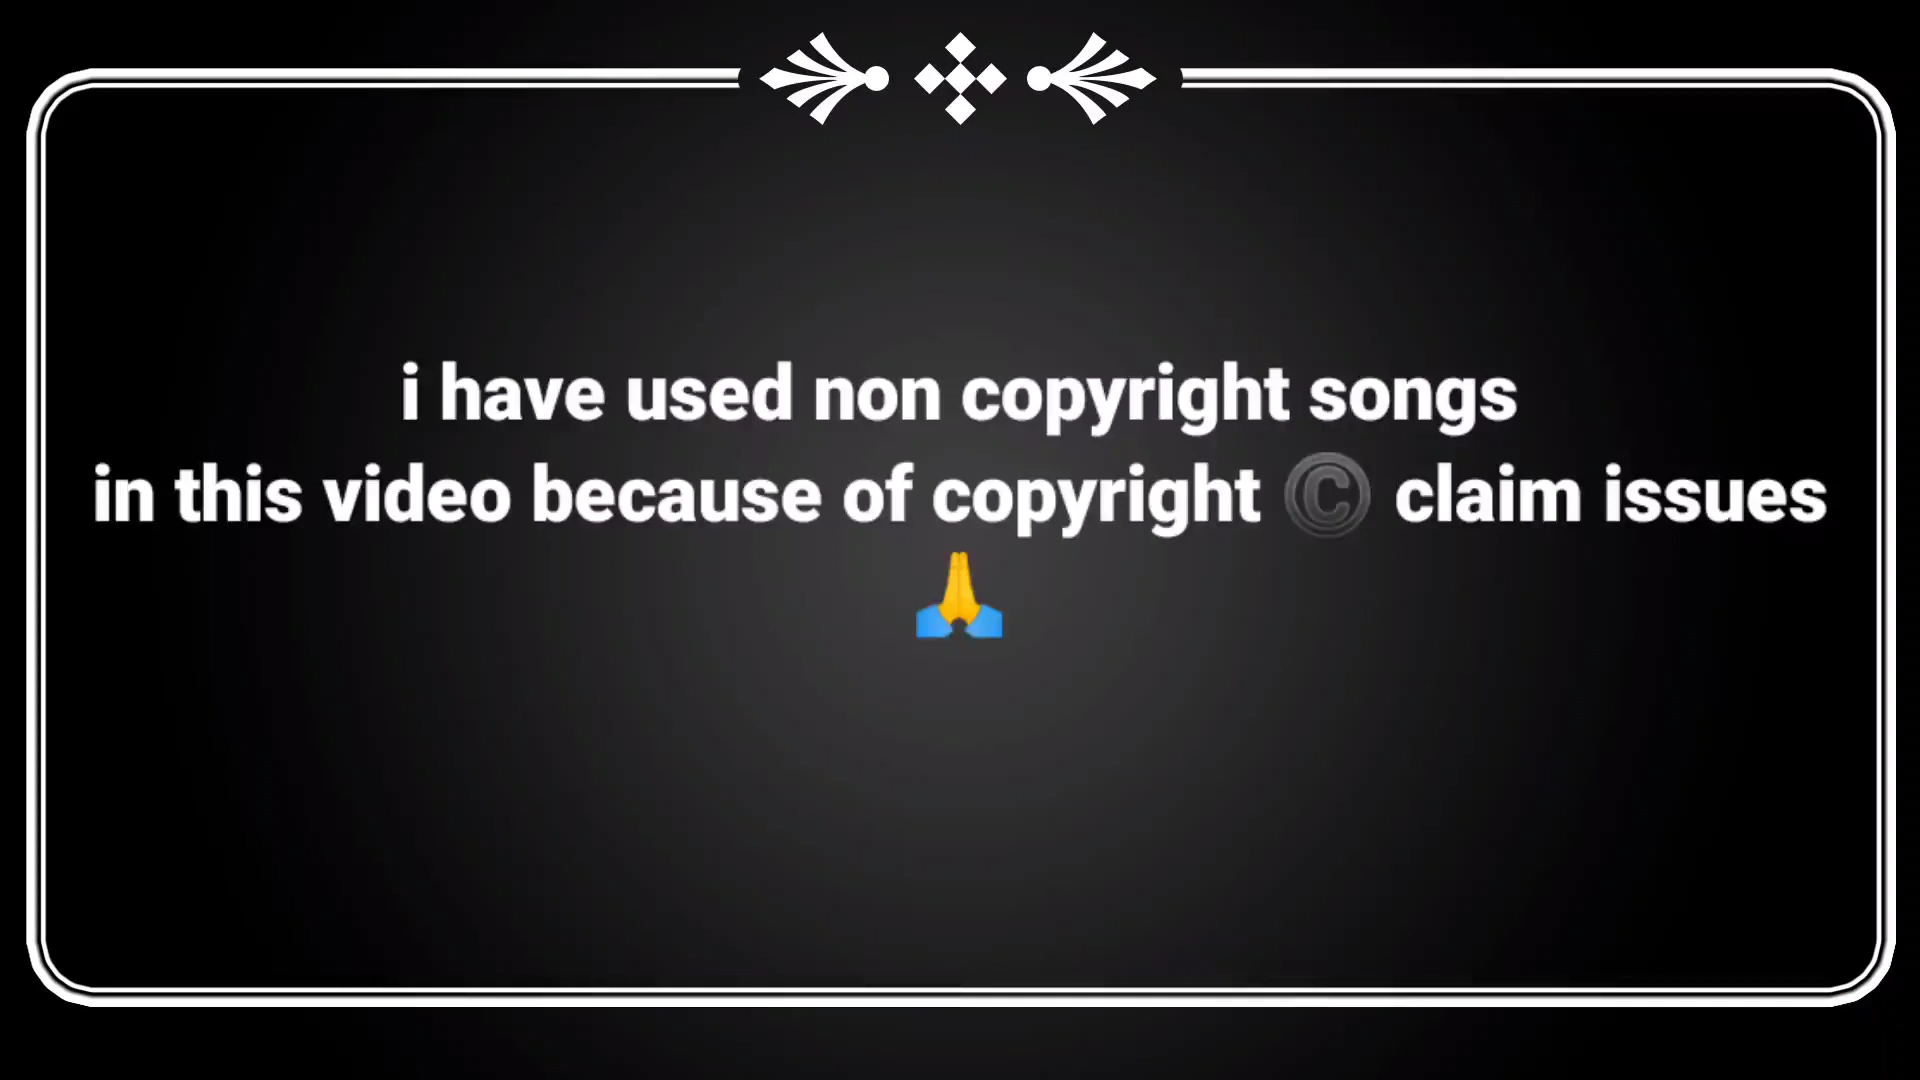 i have used non copyright songs
in this video because of copyright ©️ claim issues
🙏